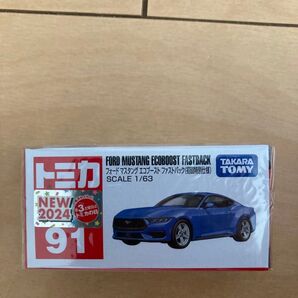 トミカ
FORD MUSTANG ECOBOOST FASTBACK
フォード マスタング エコブースト ファストバック(初回特別仕様)
SCALE 1/63
TAKARA
TOMY
NEW
2024
91